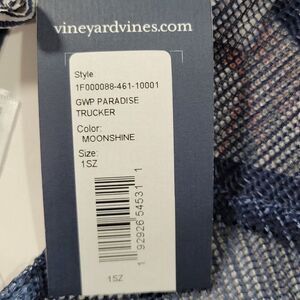 vineyardvines.com
Style
1F000088-461-10001
GWP PARADISE
TRUCKER
Color:
MOONSHINE
Size:
1SZ
1 92926 54531 1
1SZ